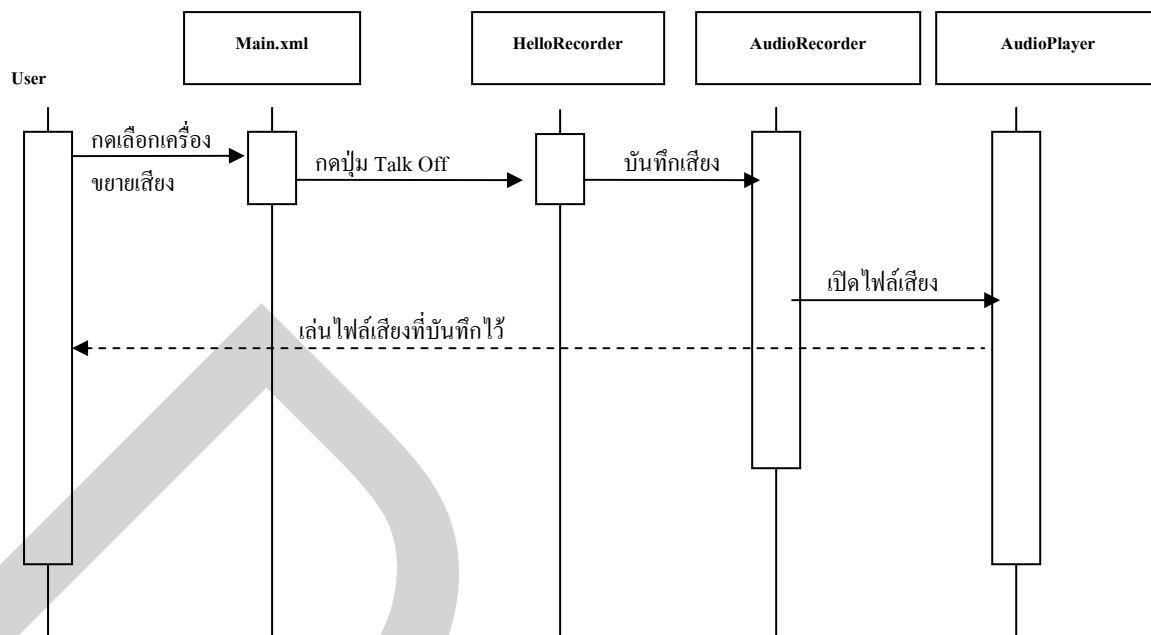 Main.xml
HelloRecorder
AudioRecorder
AudioPlayer
User
กดเลือกเครื่อง
ขยายเสียง
กดปุ่ม Talk Off
บันทึกเสียง
เปิดไฟล์เสียง
เล่นไฟล์เสียงที่บันทึกไว้